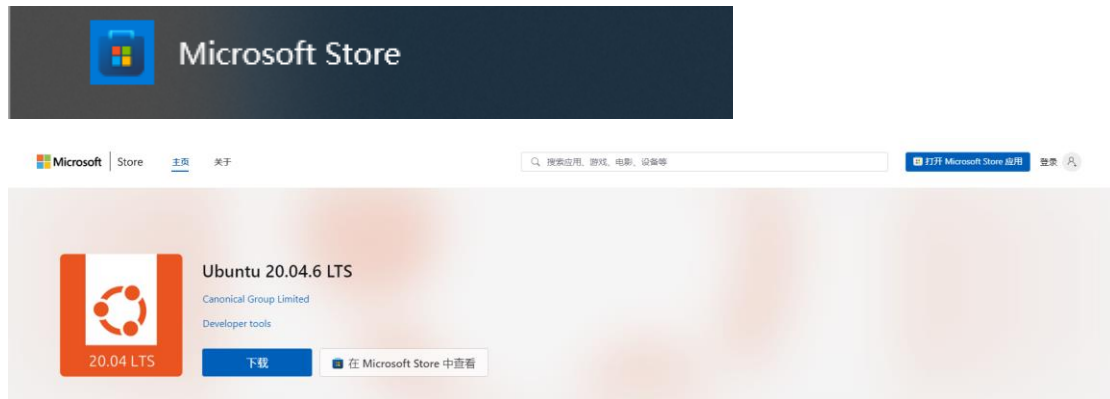 Microsoft Store
Microsoft Store 主页 关于 搜索应用、游戏、电影、设备等 打开 Microsoft Store 应用 登录
Ubuntu 20.04.6 LTS
Canonical Group Limited
Developer tools
20.04 LTS
下载 在 Microsoft Store 中查看